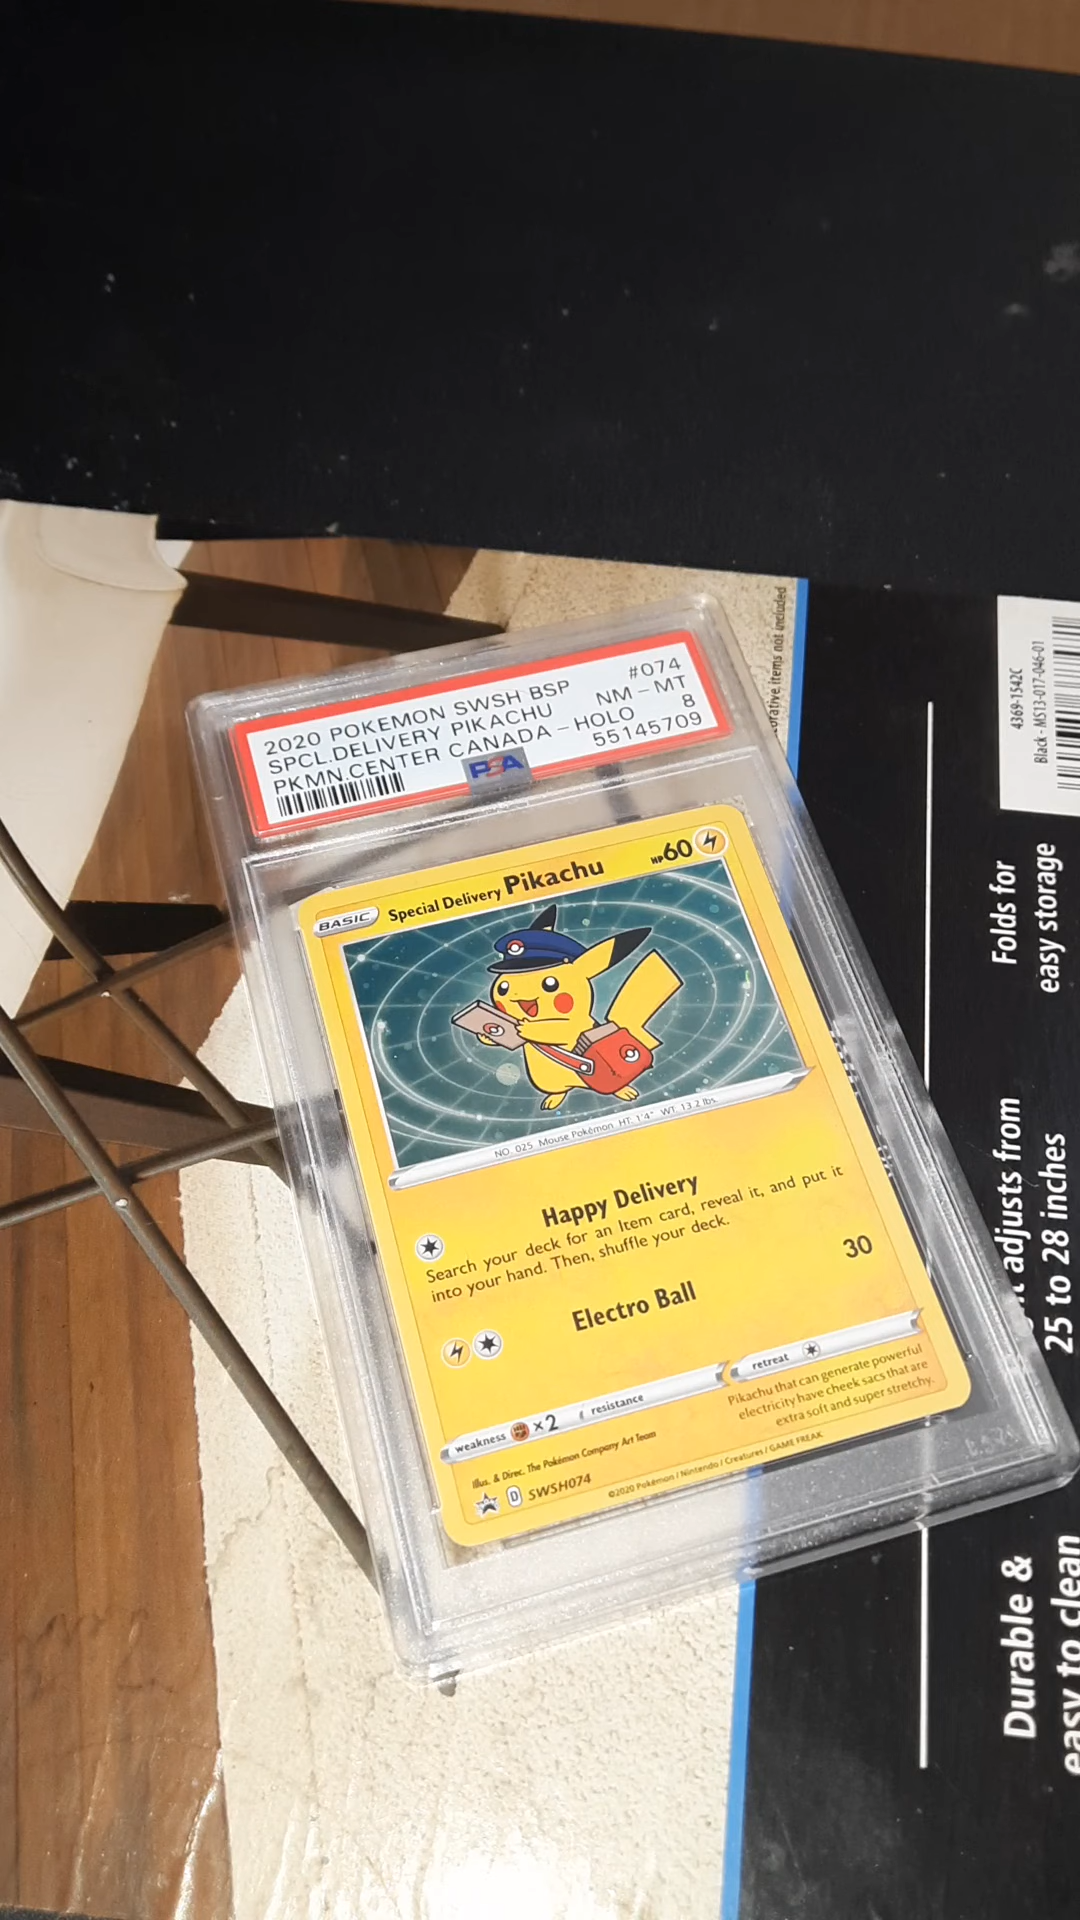 2020 POKEMON SWSH BSP #074
SPCL.DELIVERY PIKACHU NM - MT
PKMN.CENTER CANADA - HOLO 8
55145709
PSA
BASIC Special Delivery Pikachu HP60
NO. 025 Mouse Pokémon HT: 1'4" WT: 13.2 lbs.
Happy Delivery
Search your deck for an Item card, reveal it, and put it
into your hand. Then, shuffle your deck.
Electro Ball 30
weakness ×2 resistance retreat
Pikachu that can generate powerful
electricity have cheek sacs that are
extra soft and super stretchy.
Illus. & Direc. The Pokémon Company Art Team
D SWSH074 ©2020 Pokémon / Nintendo / Creatures / GAME FREAK
items not included
4369-1542C
Black - MS13-017-046-01
Folds for
easy storage
adjusts from
25 to 28 inches
Durable &
easy to clean